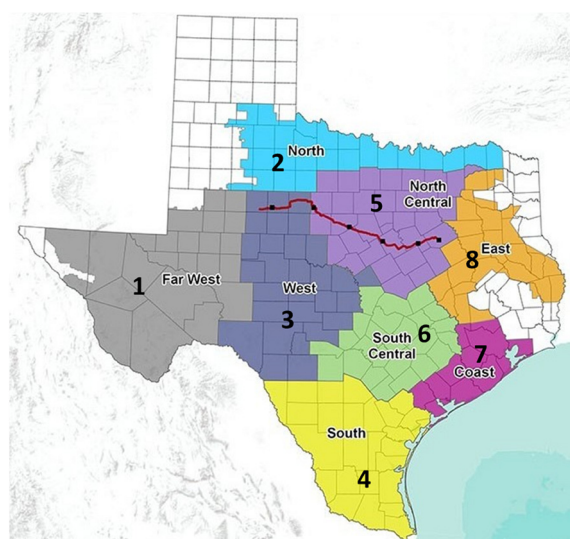 2
North
5
North
Central
1
Far West
8
East
West
3
6
South
Central
7
Coast
South
4